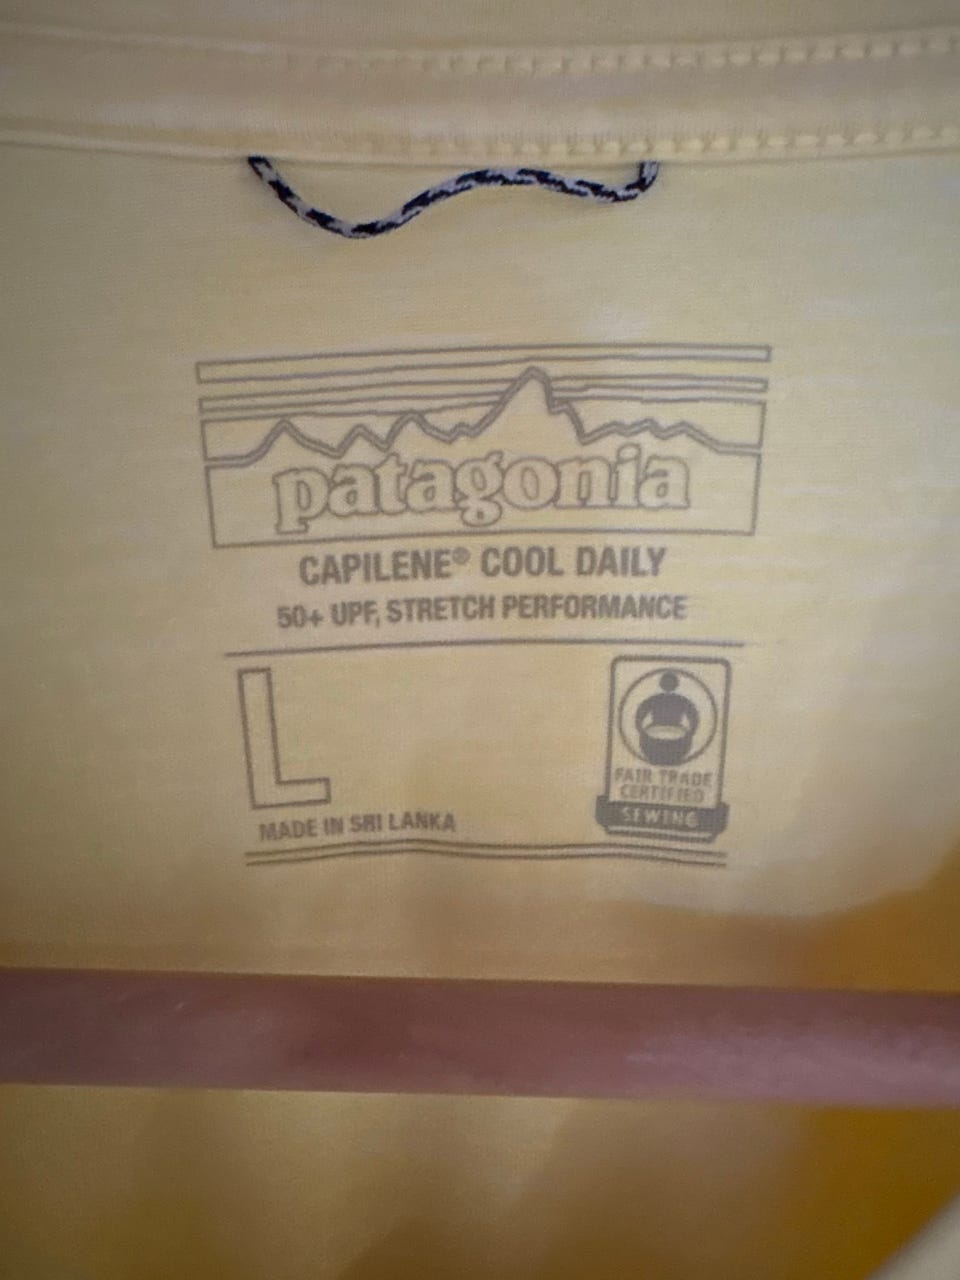 patagonia
CAPILENE® COOL DAILY
50+ UPF, STRETCH PERFORMANCE
L
MADE IN SRI LANKA
FAIR TRADE
CERTIFIED
SEWING